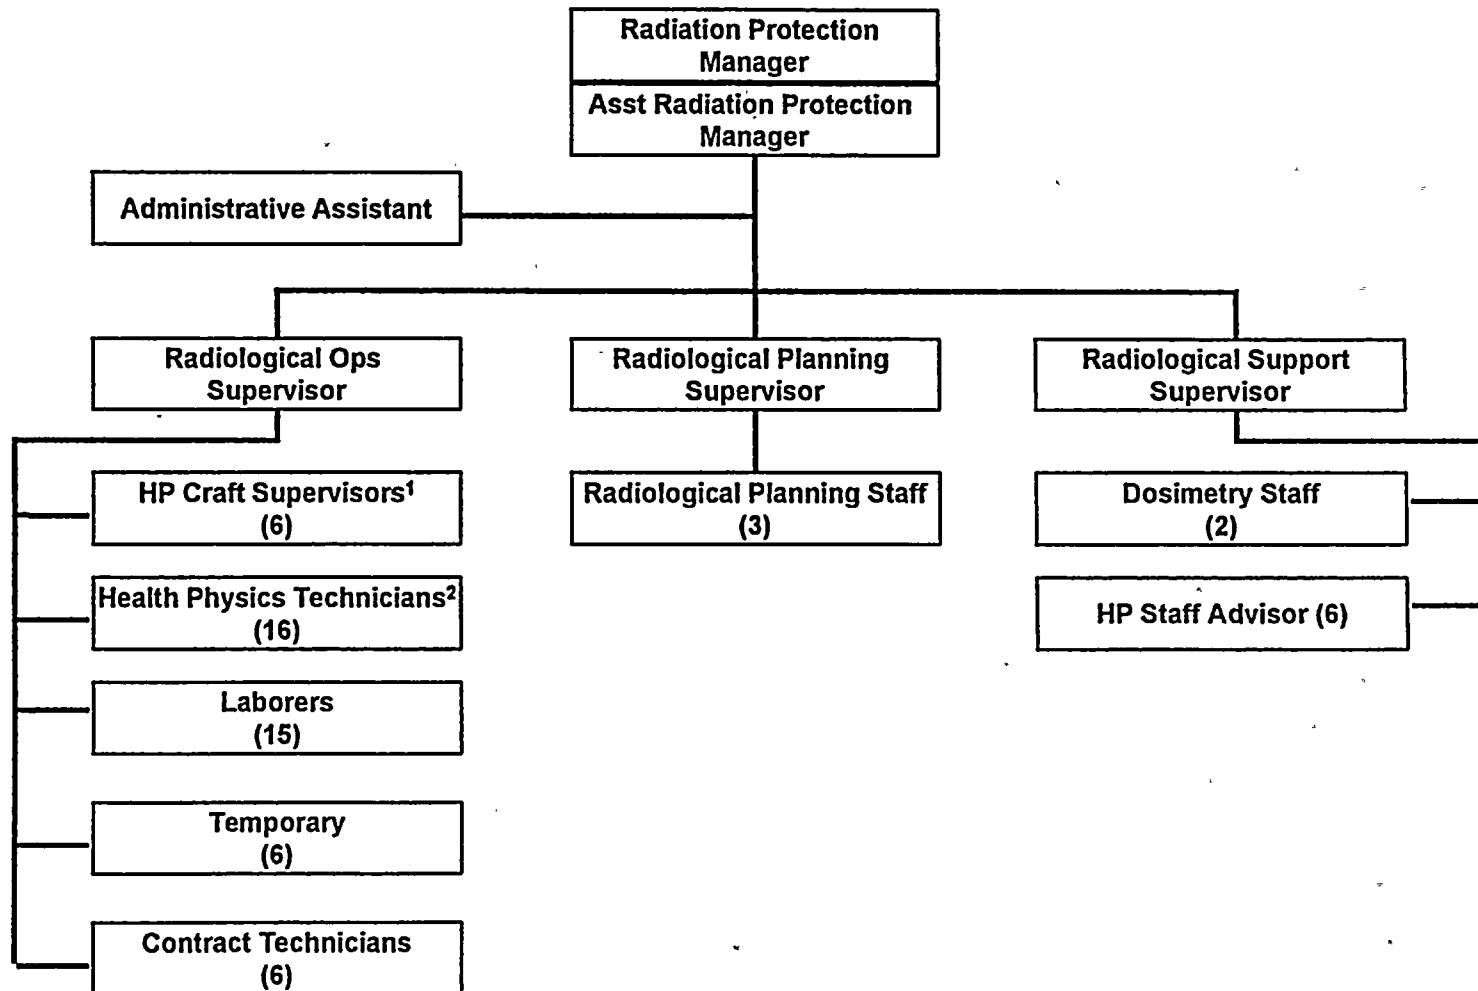 Radiation Protection
Manager
Asst Radiation Protection
Manager
Administrative Assistant
Radiological Ops
Supervisor
Radiological Planning
Supervisor
Radiological Support
Supervisor
HP Craft Supervisors¹
(6)
Radiological Planning Staff
(3)
Dosimetry Staff
(2)
Health Physics Technicians²
(16)
HP Staff Advisor (6)
Laborers
(15)
Temporary
(6)
Contract Technicians
(6)